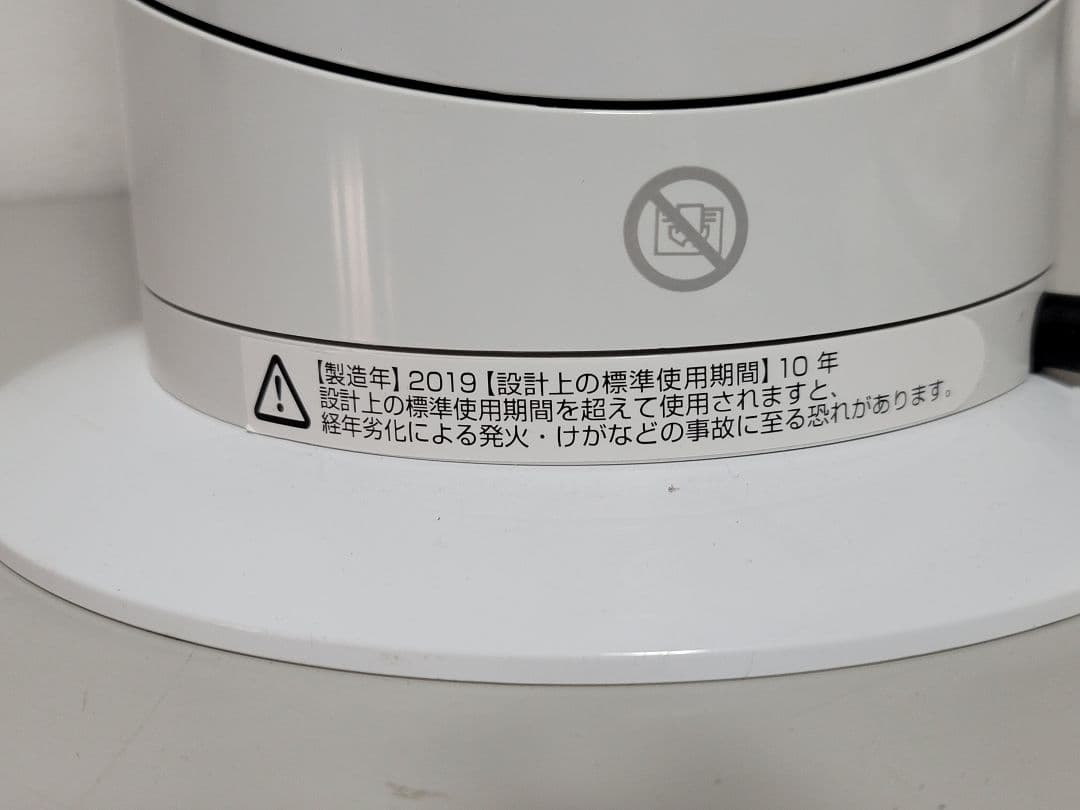 【製造年】2019【設計上の標準使用期間】10 年
設計上の標準使用期間を超えて使用されますと、
経年劣化による発火・けがなどの事故に至る恐れがあります。